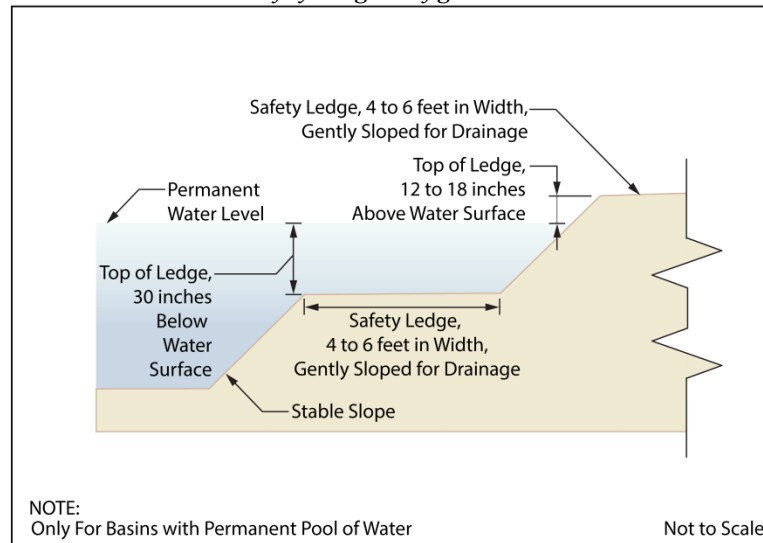 Safety Ledge, 4 to 6 feet in Width,
Gently Sloped for Drainage
Top of Ledge,
12 to 18 inches
Above Water Surface
Permanent
Water Level
Top of Ledge,
30 inches
Below
Water
Surface
Safety Ledge,
4 to 6 feet in Width,
Gently Sloped for Drainage
Stable Slope
NOTE:
Only For Basins with Permanent Pool of Water
Not to Scale